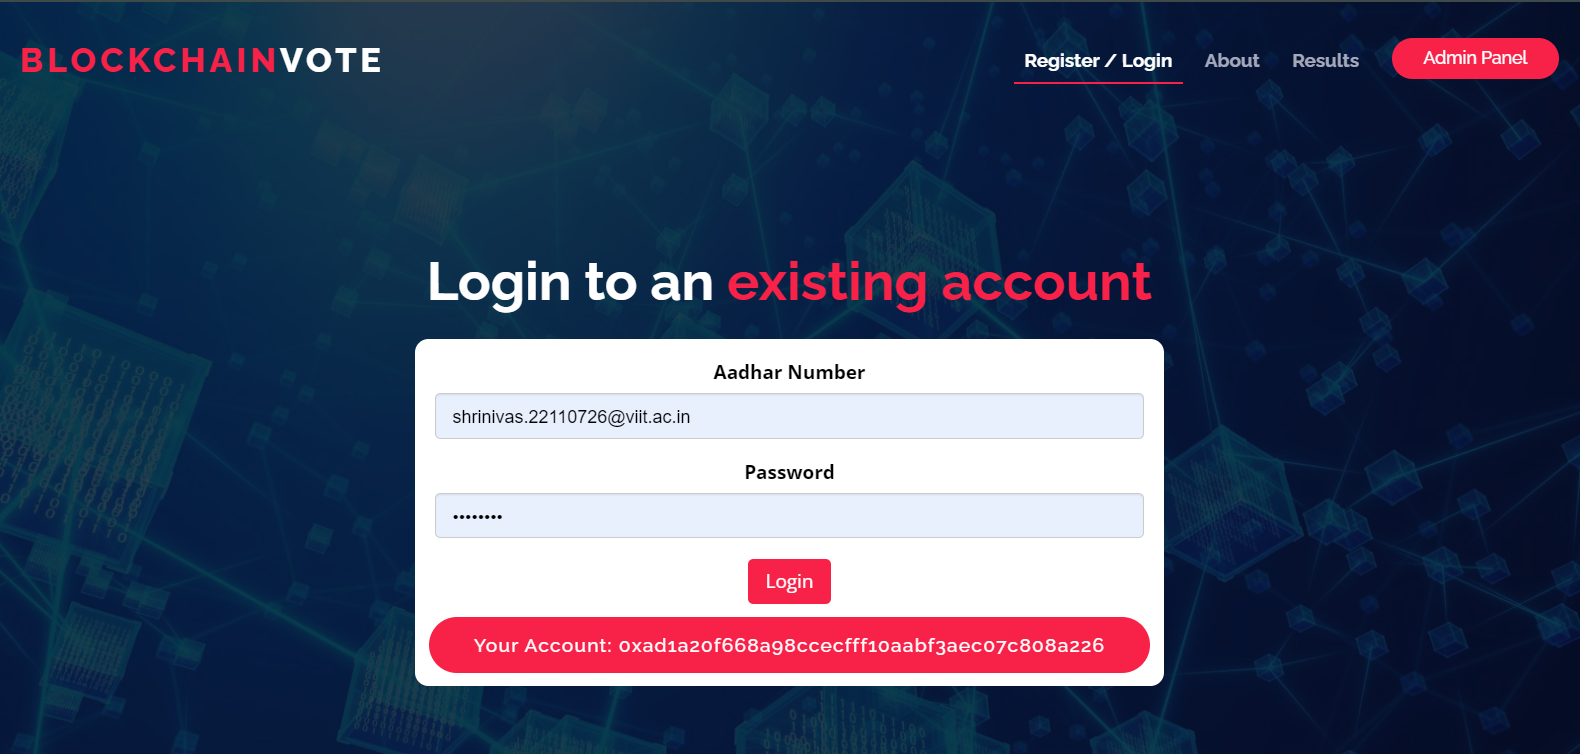 BLOCKCHAINVOTE
Register / Login About Results Admin Panel
Login to an existing account
Aadhar Number
shrinivas.22110726@viit.ac.in
Password
••••••••
Login
Your Account: 0xad1a20f668a98ccecfff10aabf3aec07c808a226